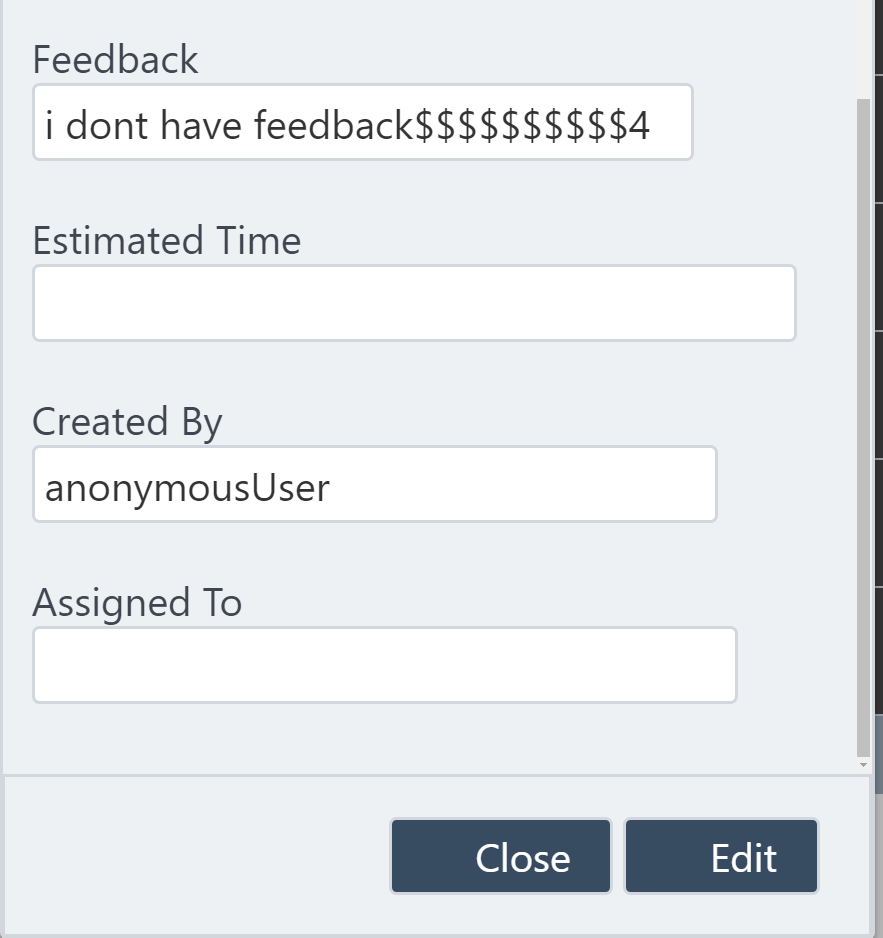 Feedback
i dont have feedback$$$$$$$$$$4
Estimated Time
Created By
anonymousUser
Assigned To
Close
Edit